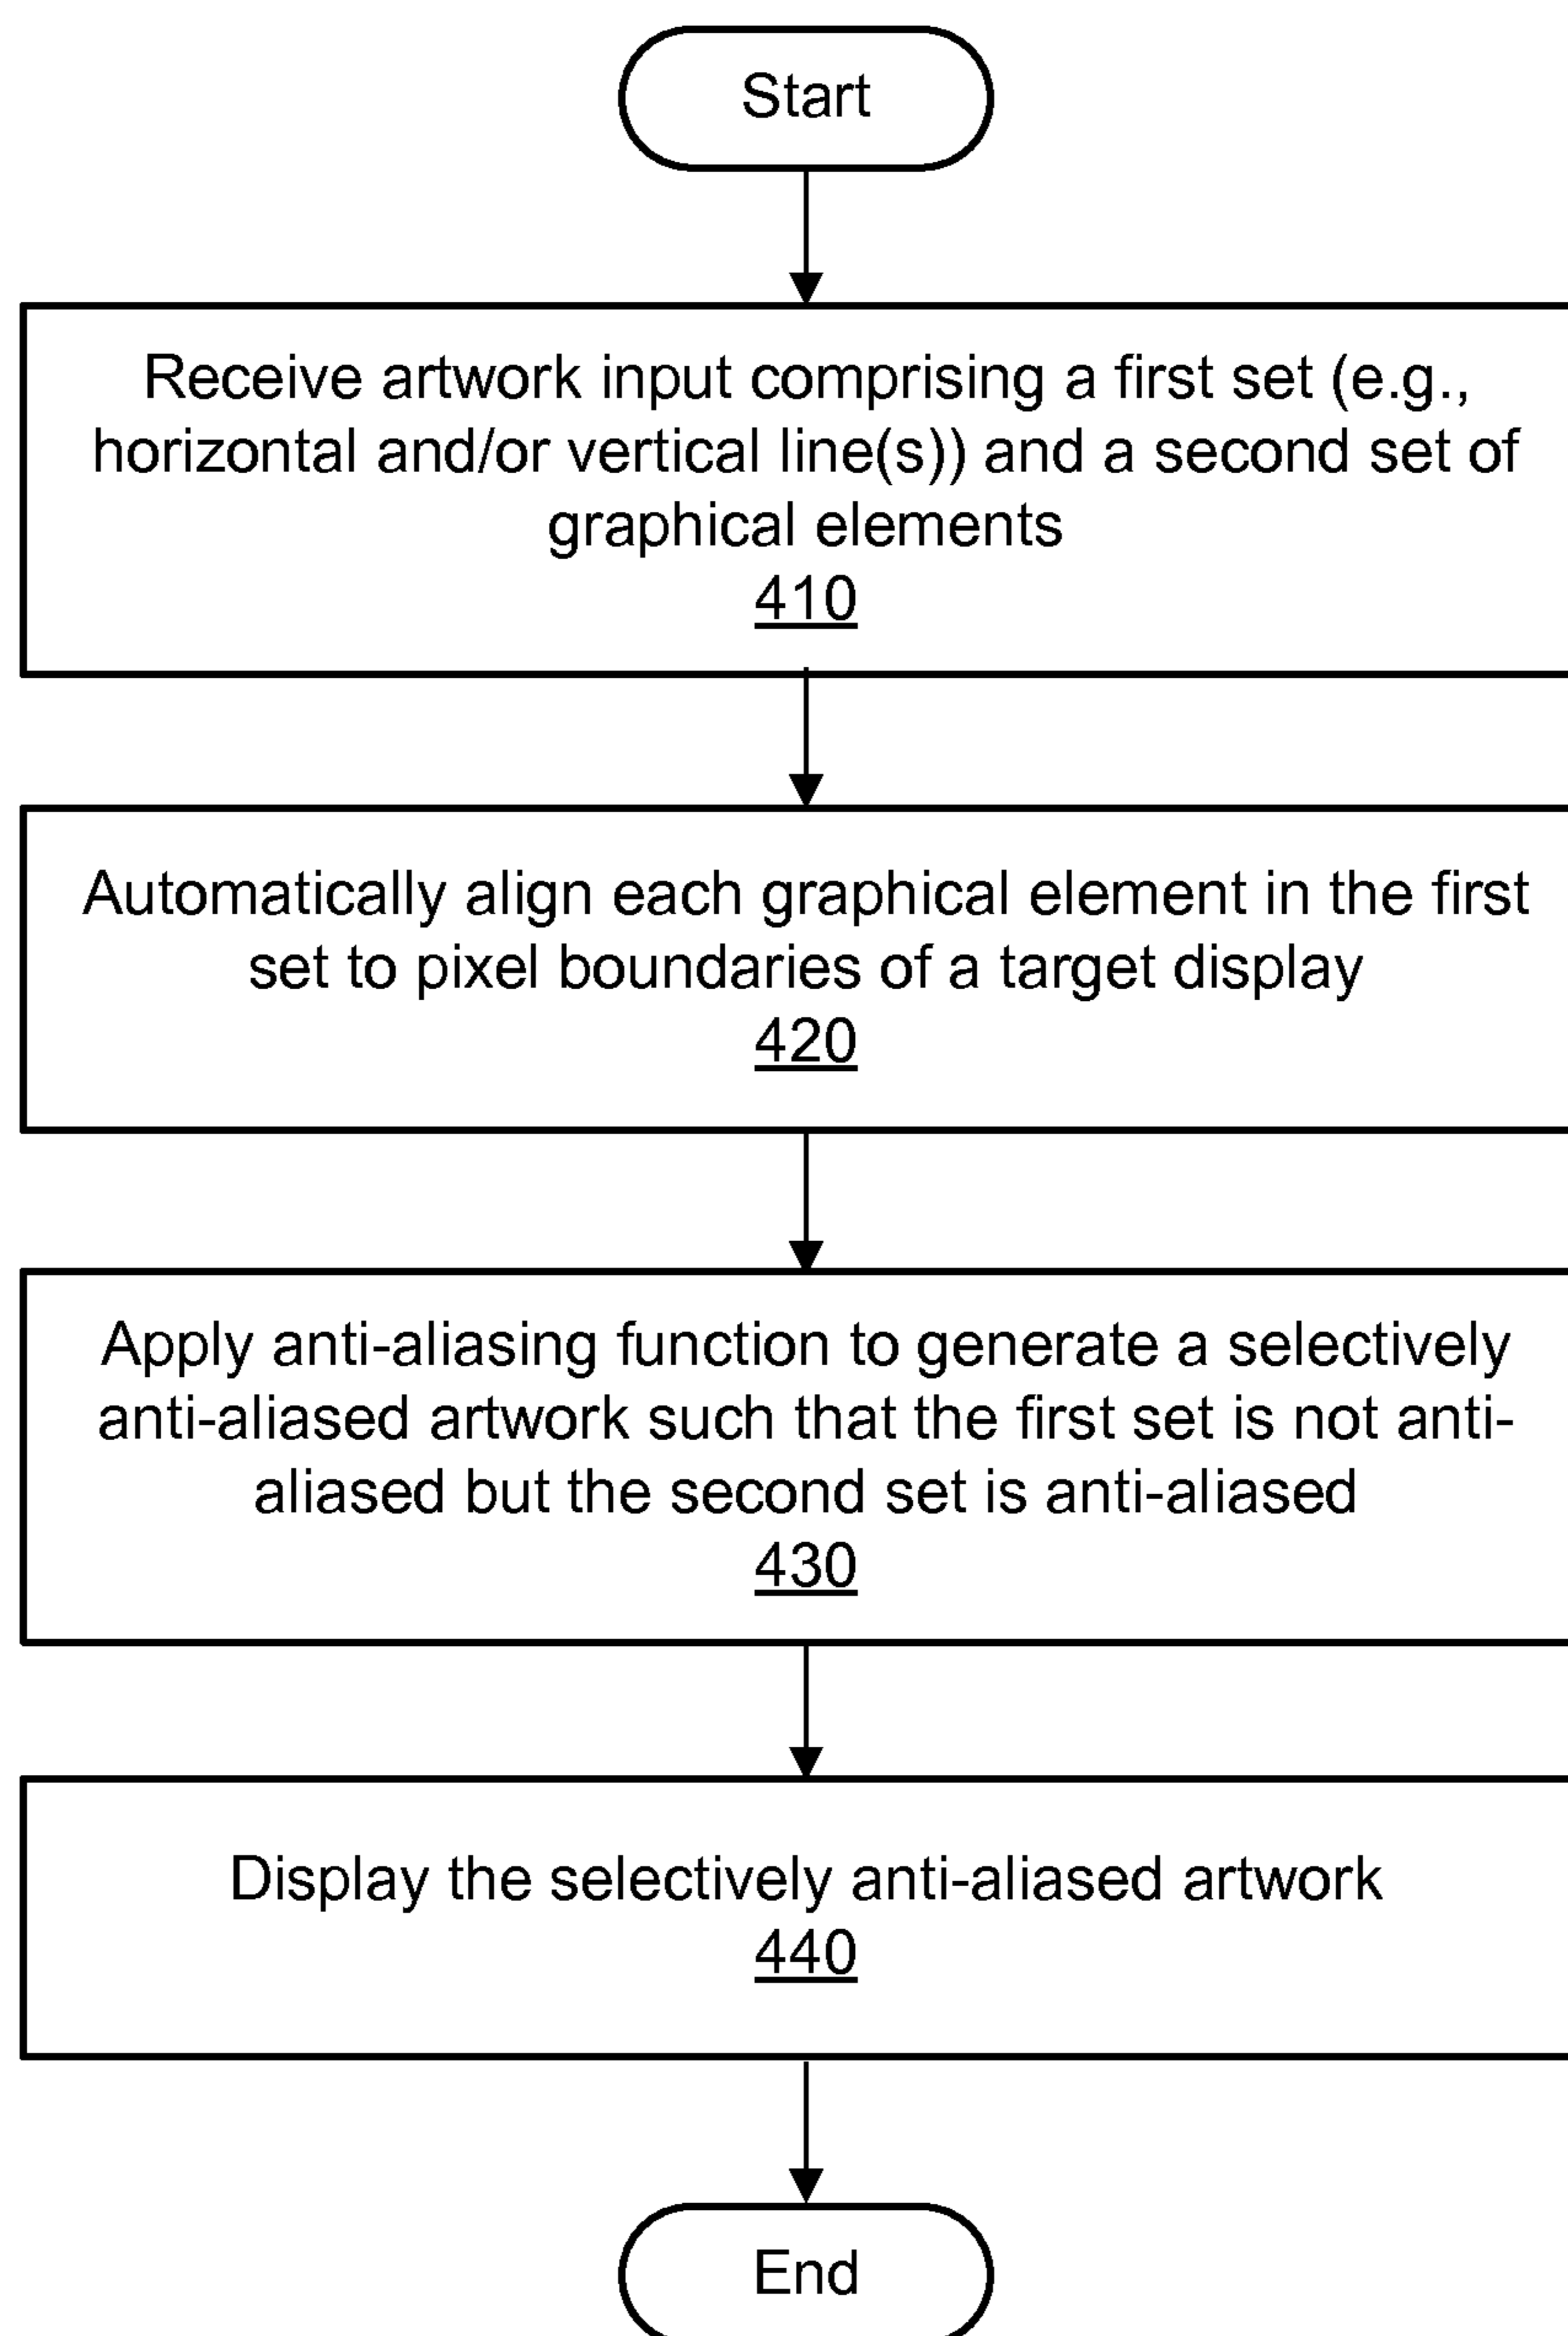 Start
Receive artwork input comprising a first set (e.g.,
horizontal and/or vertical line(s)) and a second set of
graphical elements
410
Automatically align each graphical element in the first
set to pixel boundaries of a target display
420
Apply anti-aliasing function to generate a selectively
anti-aliased artwork such that the first set is not anti-
aliased but the second set is anti-aliased
430
Display the selectively anti-aliased artwork
440
End